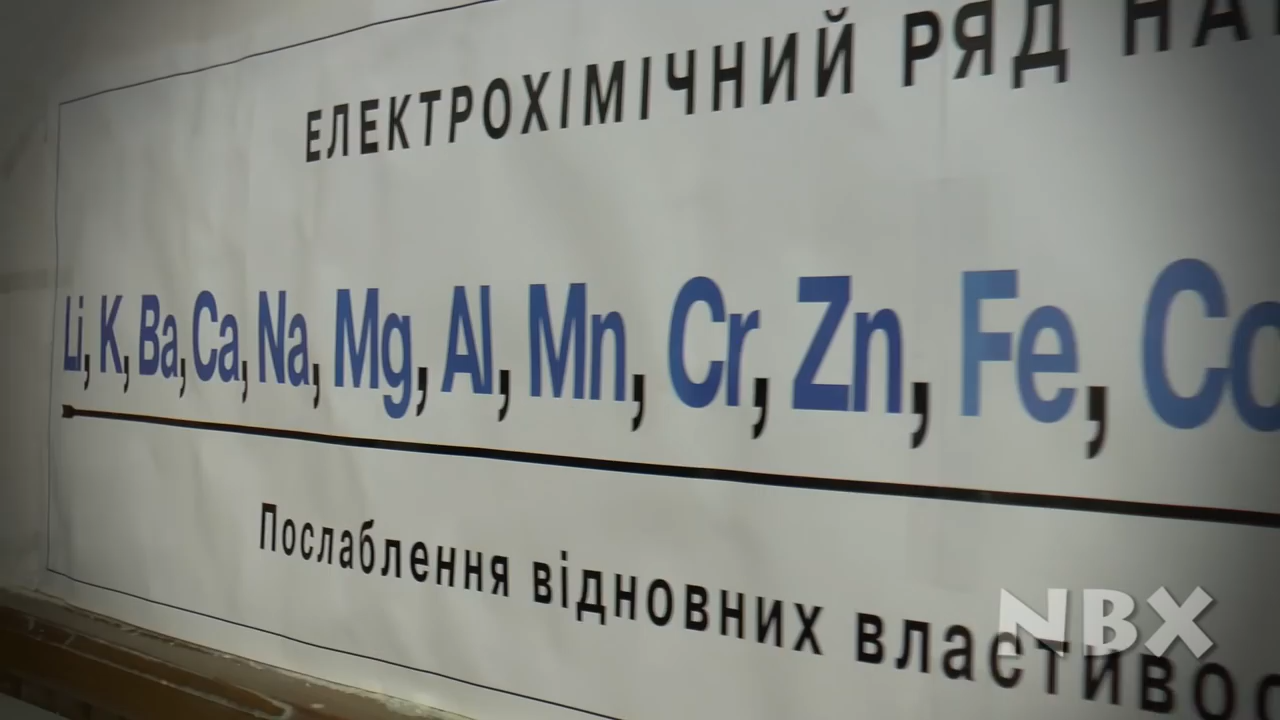 ЕЛЕКТРОХІМІЧНИЙ РЯД НА
Li, K, Ba, Ca, Na, Mg, Al, Mn, Cr, Zn, Fe, Co
Послаблення відновних властивос
NBX